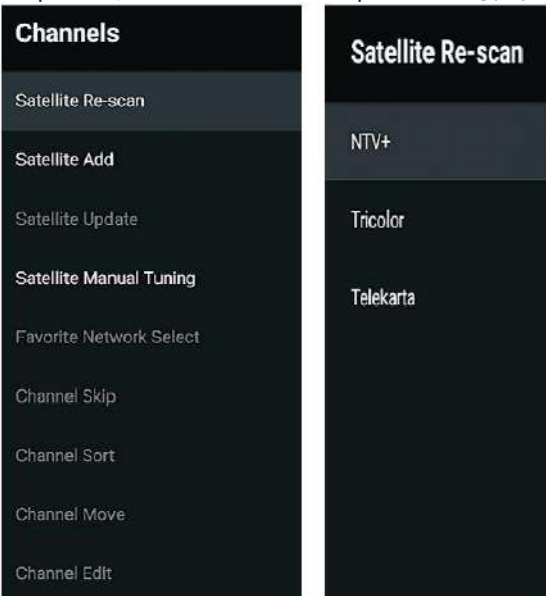 Channels
Satellite Re-scan
Satellite Add
Satellite Update
Satellite Manual Tuning
Favorite Network Select
Channel Skip
Channel Sort
Channel Move
Channel Edit
Satellite Re-scan
NTV+
Tricolor
Telekarta